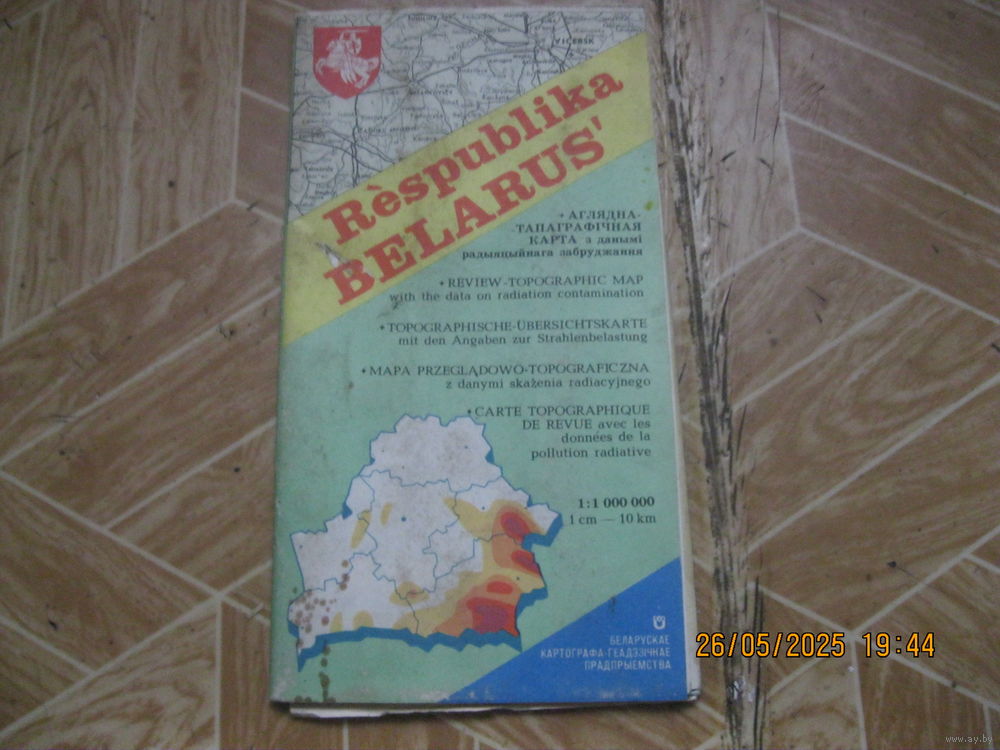 VICEBSK
Rèspublika
BELARUS'
• АГЛЯДНА-
-ТАПАГРАФІЧНАЯ
КАРТА з данымі
радыяцыйнага забруджання
• REVIEW-TOPOGRAPHIC MAP
with the data on radiation contamination
• TOPOGRAPHISCHE-ÜBERSICHTSKARTE
mit den Angaben zur Strahlenbelastung
• MAPA PRZEGLĄDOWO-TOPOGRAFICZNA
z danymi skażenia radiacyjnego
• CARTE TOPOGRAPHIQUE
DE REVUE avec les
données de la
pollution radiative
1:1 000 000
1 cm — 10 km
БЕЛАРУСКАЕ
КАРТОГРАФА-ГЕАДЭЗІЧНАЕ
ПРАДПРЫЕМСТВА
26/05/2025 19:44
www.ay.by